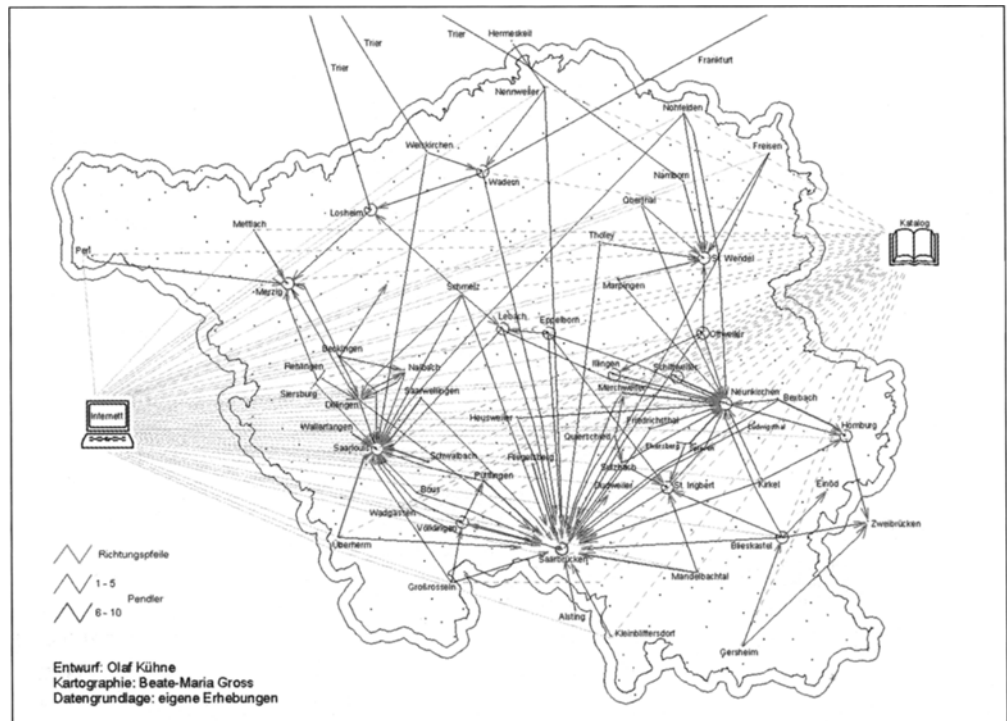 Trier
Hermeskeil
Trier
Trier
Frankfurt
Nennweiler
Nohfelden
Weiskirchen
Freisen
Wadern
Namborn
Oberthal
Losheim
Mettlach
Katalog
Tholey
Perl
St. Wendel
Merzig
Schmelz
Marpingen
Lebach
Eppelborn
Ottweiler
Beckingen
Rehlingen
Nalbach
Illingen
Schiffweiler
Siersburg
Saarwellingen
Merchweiler
Neunkirchen
Bexbach
Dillingen
Internett
Heusweiler
Friedrichsthal
Wallerfangen
Homburg
Quierschied
Saarlouis
Schwalbach
Sulzbach
Püttlingen
Dudweiler
St. Ingbert
Kirkel
Einöd
Bous
Wadgassen
Völklingen
Zweibrücken
Überherrn
Blieskastel
Saarbrücken
Mandelbachtal
Großrosseln
Richtungspfeile
1 - 5
Pendler
6 - 10
Alsting
Kleinblittersdorf
Gersheim
Entwurf: Olaf Kühne
Kartographie: Beate-Maria Gross
Datengrundlage: eigene Erhebungen